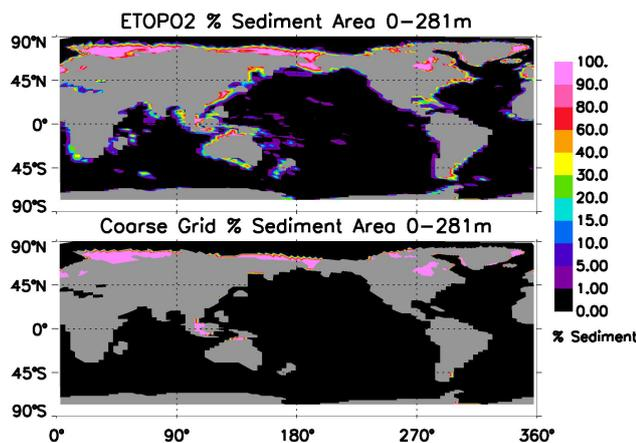 ETOPO2 % Sediment Area 0-281m
90°N
45°N
0°
45°S
90°S
Coarse Grid % Sediment Area 0-281m
90°N
45°N
0°
45°S
90°S
0° 90° 180° 270° 360°
100.
90.0
80.0
60.0
40.0
30.0
20.0
15.0
10.0
5.00
1.00
0.00
% Sediment